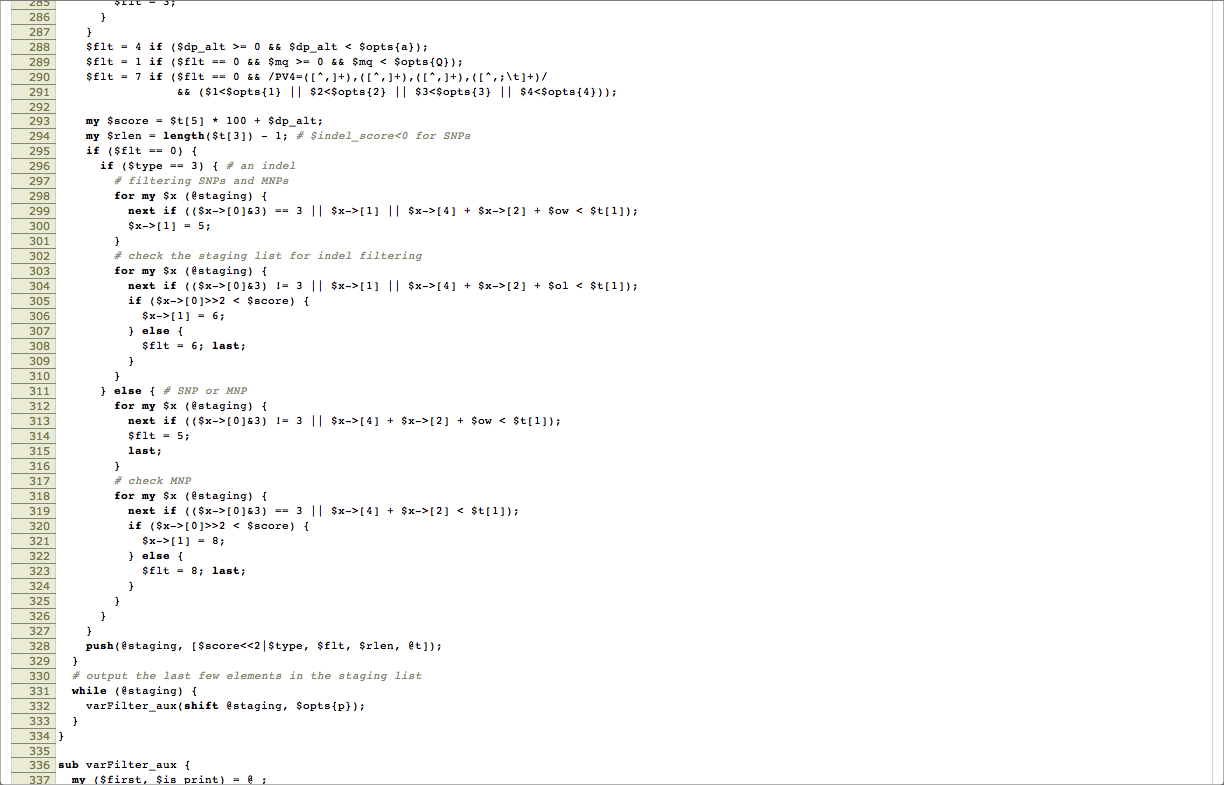 285 $flt = 3;
286 }
287 }
288 $flt = 4 if ($dp_alt >= 0 && $dp_alt < $opts{a});
289 $flt = 1 if ($flt == 0 && $mq >= 0 && $mq < $opts{Q});
290 $flt = 7 if ($flt == 0 && /PV4=([^,]+),([^,]+),([^,]+),([^,;\t]+)/
291 && ($1<$opts{1} || $2<$opts{2} || $3<$opts{3} || $4<$opts{4}));
292
293 my $score = $t[5] * 100 + $dp_alt;
294 my $rlen = length($t[3]) - 1; # $indel_score<0 for SNPs
295 if ($flt == 0) {
296 if ($type == 3) { # an indel
297 # filtering SNPs and MNPs
298 for my $x (@staging) {
299 next if (($x->[0]&3) == 3 || $x->[1] || $x->[4] + $x->[2] + $ow < $t[1]);
300 $x->[1] = 5;
301 }
302 # check the staging list for indel filtering
303 for my $x (@staging) {
304 next if (($x->[0]&3) != 3 || $x->[1] || $x->[4] + $x->[2] + $ol < $t[1]);
305 if ($x->[0]>>2 < $score) {
306 $x->[1] = 6;
307 } else {
308 $flt = 6; last;
309 }
310 }
311 } else { # SNP or MNP
312 for my $x (@staging) {
313 next if (($x->[0]&3) != 3 || $x->[4] + $x->[2] + $ow < $t[1]);
314 $flt = 5;
315 last;
316 }
317 # check MNP
318 for my $x (@staging) {
319 next if (($x->[0]&3) == 3 || $x->[4] + $x->[2] < $t[1]);
320 if ($x->[0]>>2 < $score) {
321 $x->[1] = 8;
322 } else {
323 $flt = 8; last;
324 }
325 }
326 }
327 }
328 push(@staging, [$score<<2|$type, $flt, $rlen, @t]);
329 }
330 # output the last few elements in the staging list
331 while (@staging) {
332 varFilter_aux(shift @staging, $opts{p});
333 }
334 }
335
336 sub varFilter_aux {
337 my ($first, $is_print) = @_;